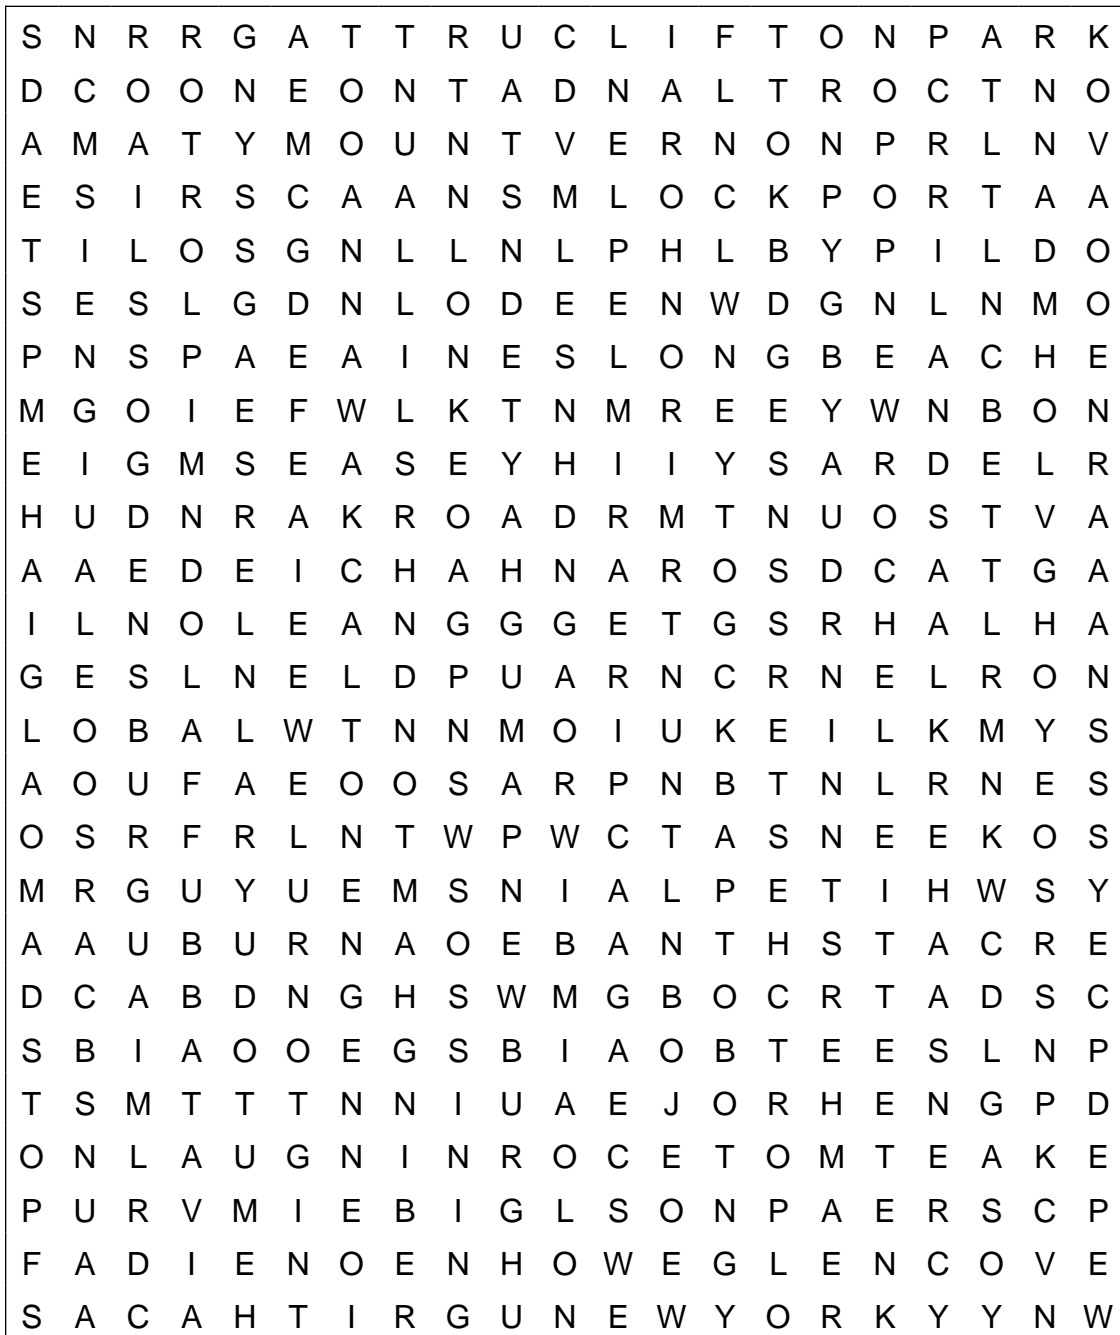 S N R R G A T T R U C L I F T O N P A R K
D C O O N E O N T A D N A L T R O C T N O
A M A T Y M O U N T V E R N O N P R L N V
E S I R S C A A N S M L O C K P O R T A A
T I L O S G N L L N L P H L B Y P I L D O
S E S L G D N L O D E E N W D G N L N M O
P N S P A E A I N E S L O N G B E A C H E
M G O I E F W L K T N M R E E Y W N B O N
E I G M S E A S E Y H I I Y S A R D E L R
H U D N R A K R O A D R M T N U O S T V A
A A E D E I C H A H N A R O S D C A T G A
I L N O L E A N G G G E T G S R H A L H A
G E S L N E L D P U A R N C R N E L R O N
L O B A L W T N N M O I U K E I L K M Y S
A O U F A E O O S A R P N B T N L R N E S
O S R F R L N T W P W C T A S N E E K O S
M R G U Y U E M S N I A L P E T I H W S Y
A A U B U R N A O E B A N T H S T A C R E
D C A B D N G H S W M G B O C R T A D S C
S B I A O O E G S B I A O B T E E S L N P
T S M T T T N N I U A E J O R H E N G P D
O N L A U G N I N R O C E T O M T E A K E
P U R V M I E B I G L S O N P A E R S C P
F A D I E N O E N H O W E G L E N C O V E
S A C A H T I R G U N E W Y O R K Y Y N W